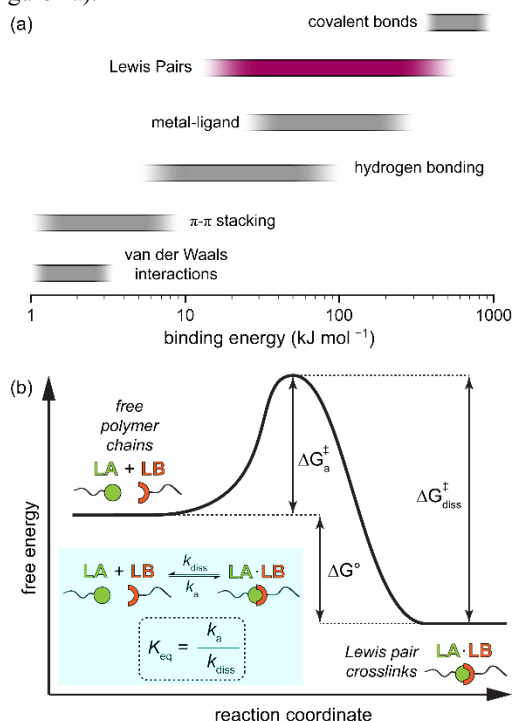 (a)
covalent bonds
Lewis Pairs
metal-ligand
hydrogen bonding
π-π stacking
van der Waals
interactions
1 10 100 1000
binding energy (kJ mol ⁻¹)
(b)
free
polymer
chains
LA + LB
ΔG‡a
ΔG‡diss
ΔG°
kdiss
LA + LB LA·LB
ka
Keq = ka / kdiss
Lewis pair
crosslinks
LA·LB
free energy
reaction coordinate